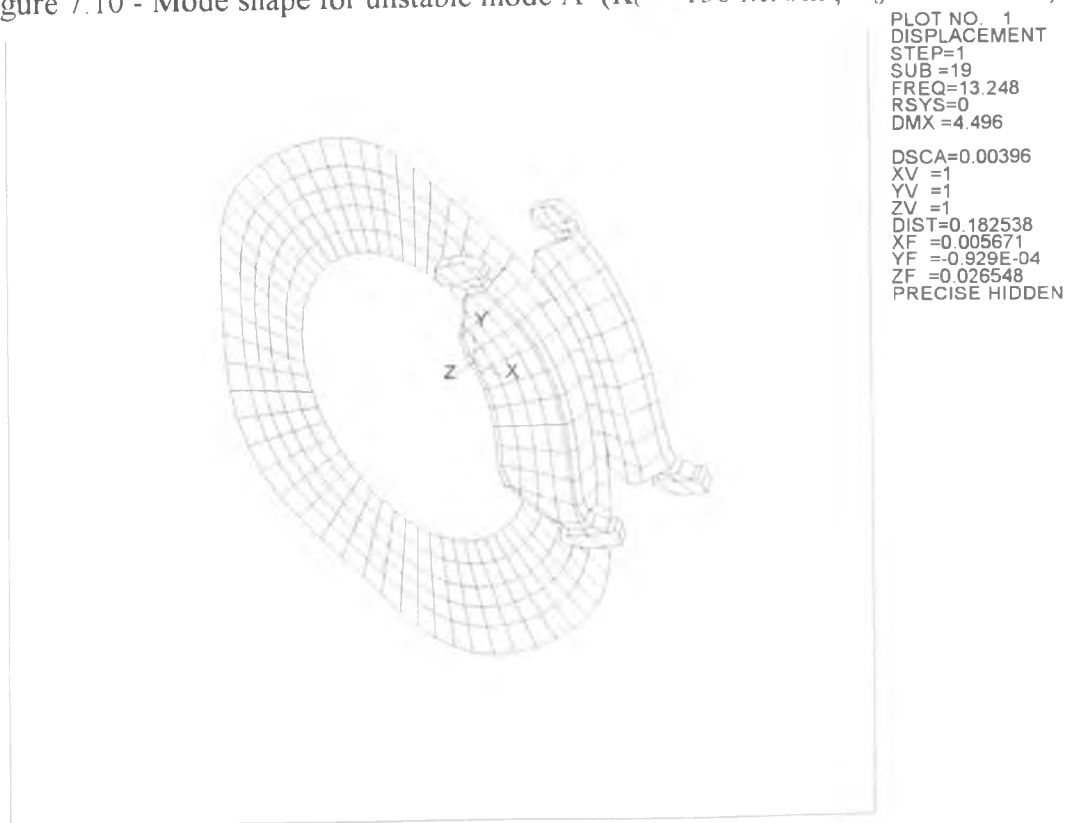 gure 7.10 - Mode shape for unstable mode A (K
PLOT NO. 1
DISPLACEMENT
STEP=1
SUB =19
FREQ=13.248
RSYS=0
DMX =4.496
DSCA=0.00396
XV =1
YV =1
ZV =1
DIST=0.182538
XF =0.005671
YF =-0.929E-04
ZF =0.026548
PRECISE HIDDEN
Y
Z X